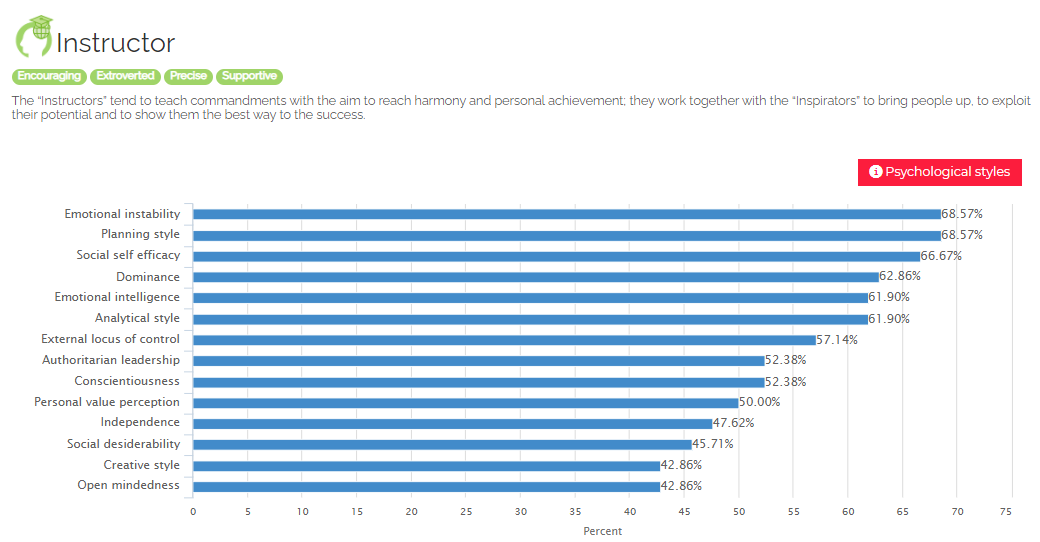 Instructor
Encouraging Extroverted Precise Supportive
The “Instructors” tend to teach commandments with the aim to reach harmony and personal achievement; they work together with the “Inspirators” to bring people up, to exploit
their potential and to show them the best way to the success.
Psychological styles
Emotional instability 68.57%
Planning style 68.57%
Social self efficacy 66.67%
Dominance 62.86%
Emotional intelligence 61.90%
Analytical style 61.90%
External locus of control 57.14%
Authoritarian leadership 52.38%
Conscientiousness 52.38%
Personal value perception 50.00%
Independence 47.62%
Social desiderability 45.71%
Creative style 42.86%
Open mindedness 42.86%
0 5 10 15 20 25 30 35 40 45 50 55 60 65 70 75
Percent